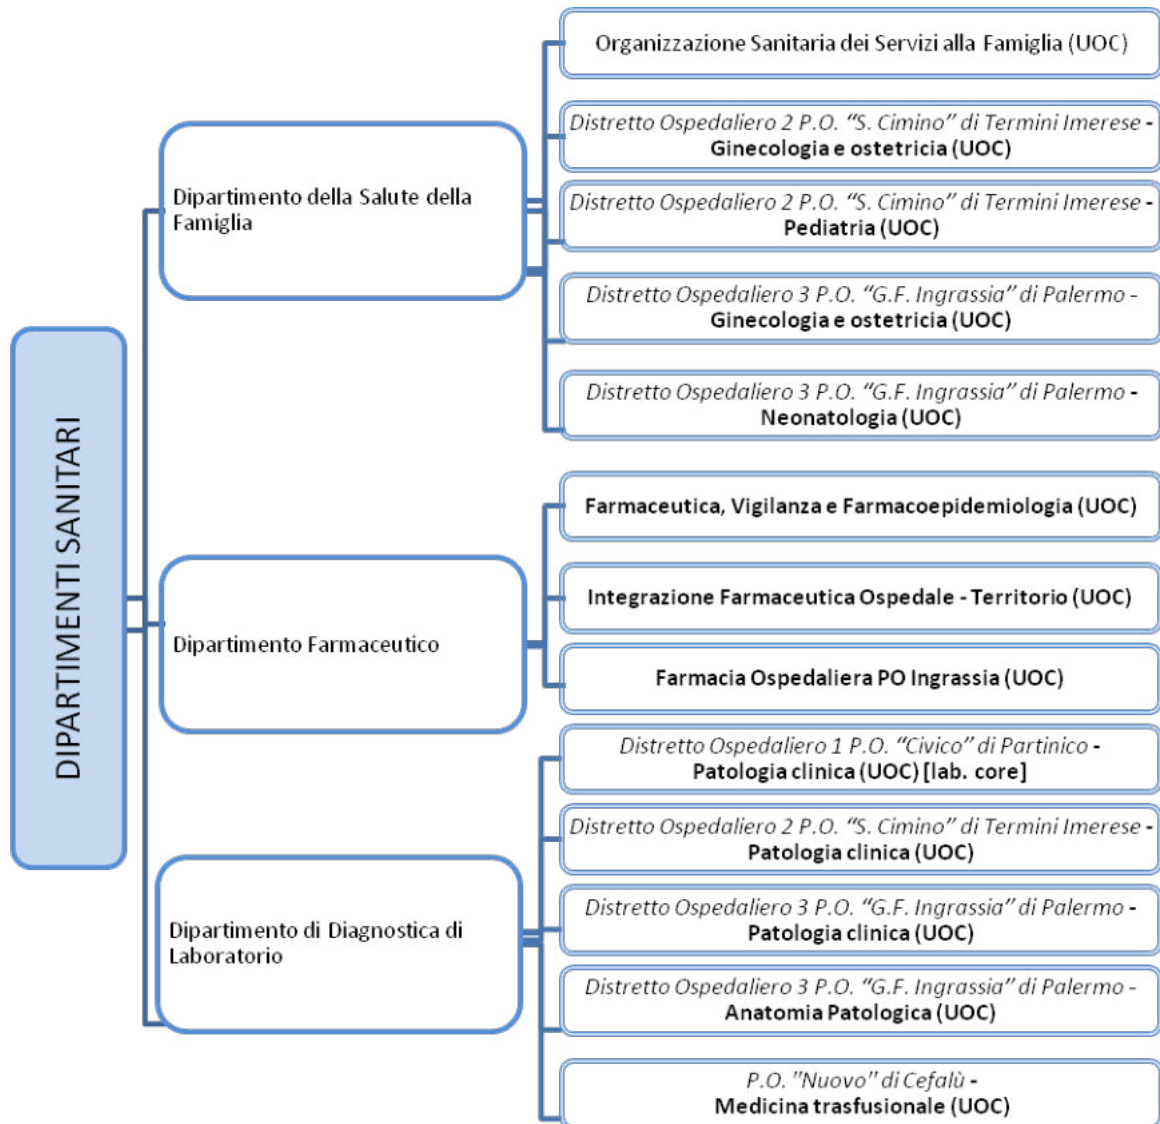 DIPARTIMENTI SANITARI
Dipartimento della Salute della
Famiglia
Organizzazione Sanitaria dei Servizi alla Famiglia (UOC)
Distretto Ospedaliero 2 P.O. “S. Cimino” di Termini Imerese -
Ginecologia e ostetricia (UOC)
Distretto Ospedaliero 2 P.O. “S. Cimino” di Termini Imerese -
Pediatria (UOC)
Distretto Ospedaliero 3 P.O. “G.F. Ingrassia” di Palermo -
Ginecologia e ostetricia (UOC)
Distretto Ospedaliero 3 P.O. “G.F. Ingrassia” di Palermo -
Neonatologia (UOC)
Dipartimento Farmaceutico
Farmaceutica, Vigilanza e Farmacoepidemiologia (UOC)
Integrazione Farmaceutica Ospedale - Territorio (UOC)
Farmacia Ospedaliera PO Ingrassia (UOC)
Dipartimento di Diagnostica di
Laboratorio
Distretto Ospedaliero 1 P.O. “Civico” di Partinico -
Patologia clinica (UOC) [lab. core]
Distretto Ospedaliero 2 P.O. “S. Cimino” di Termini Imerese -
Patologia clinica (UOC)
Distretto Ospedaliero 3 P.O. “G.F. Ingrassia” di Palermo -
Patologia clinica (UOC)
Distretto Ospedaliero 3 P.O. “G.F. Ingrassia” di Palermo -
Anatomia Patologica (UOC)
P.O. "Nuovo" di Cefalù -
Medicina trasfusionale (UOC)